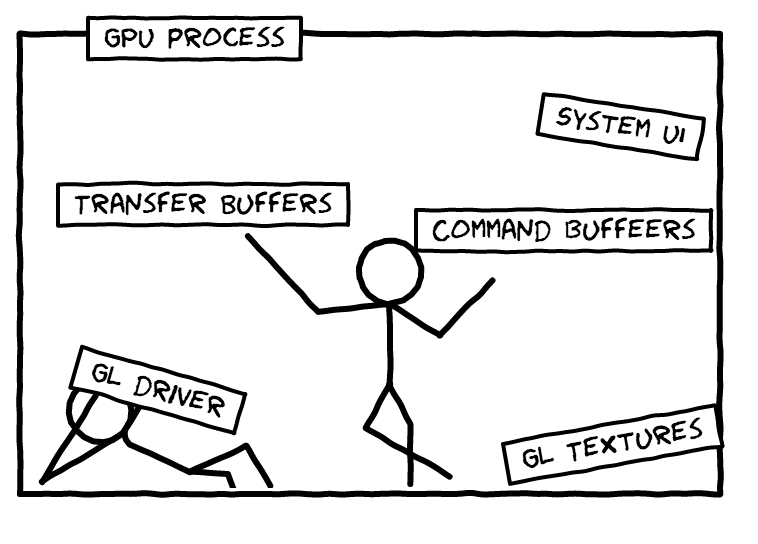 GPU PROCESS
SYSTEM UI
TRANSFER BUFFERS
COMMAND BUFFEERS
GL DRIVER
GL TEXTURES